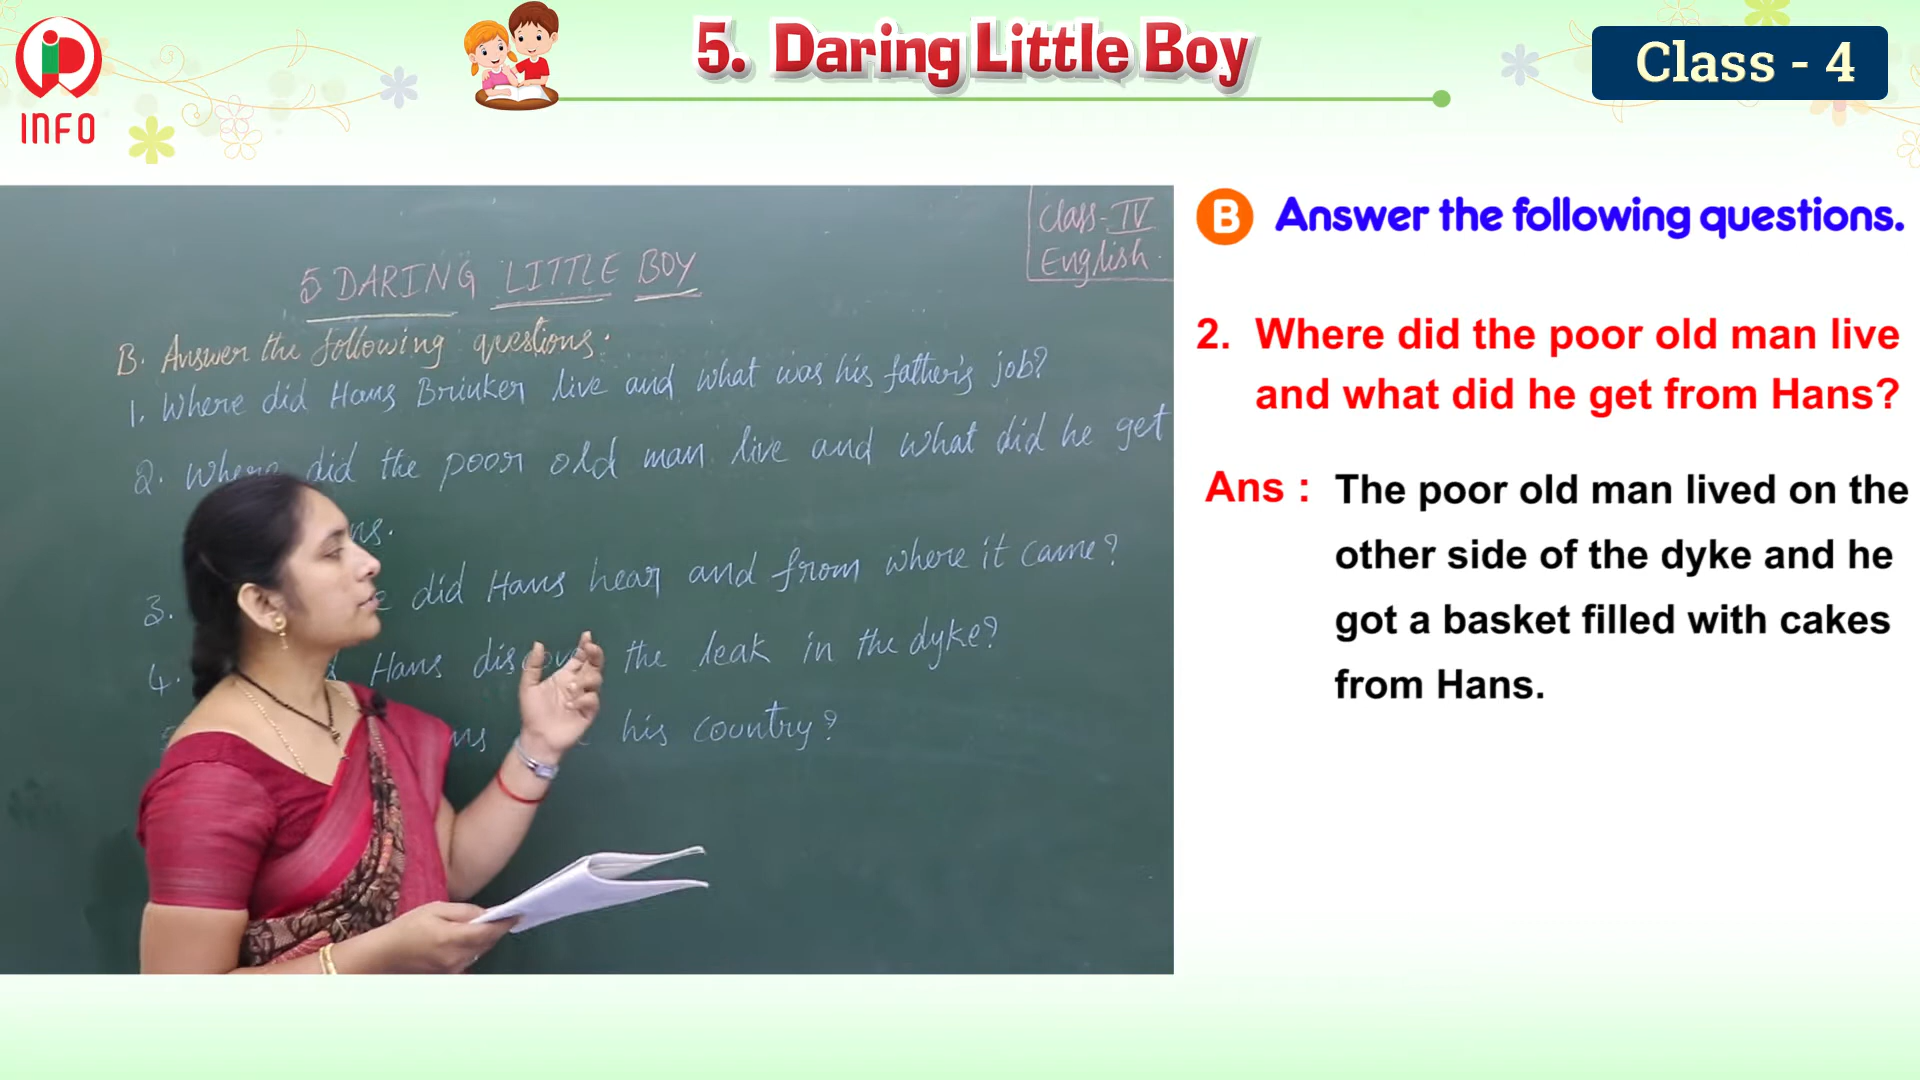 INFO
5. Daring Little Boy
Class - 4
Class-IV
English
5 DARING LITTLE BOY
B. Answer the following questions.
1. Where did Hans Brinker live and what was his father's job?
2. Where did the poor old man live and what did he get
3. did Hans hear and from where it came?
4. Hans discover the leak in the dyke?
his country?
B Answer the following questions.
2. Where did the poor old man live
and what did he get from Hans?
Ans : The poor old man lived on the
other side of the dyke and he
got a basket filled with cakes
from Hans.